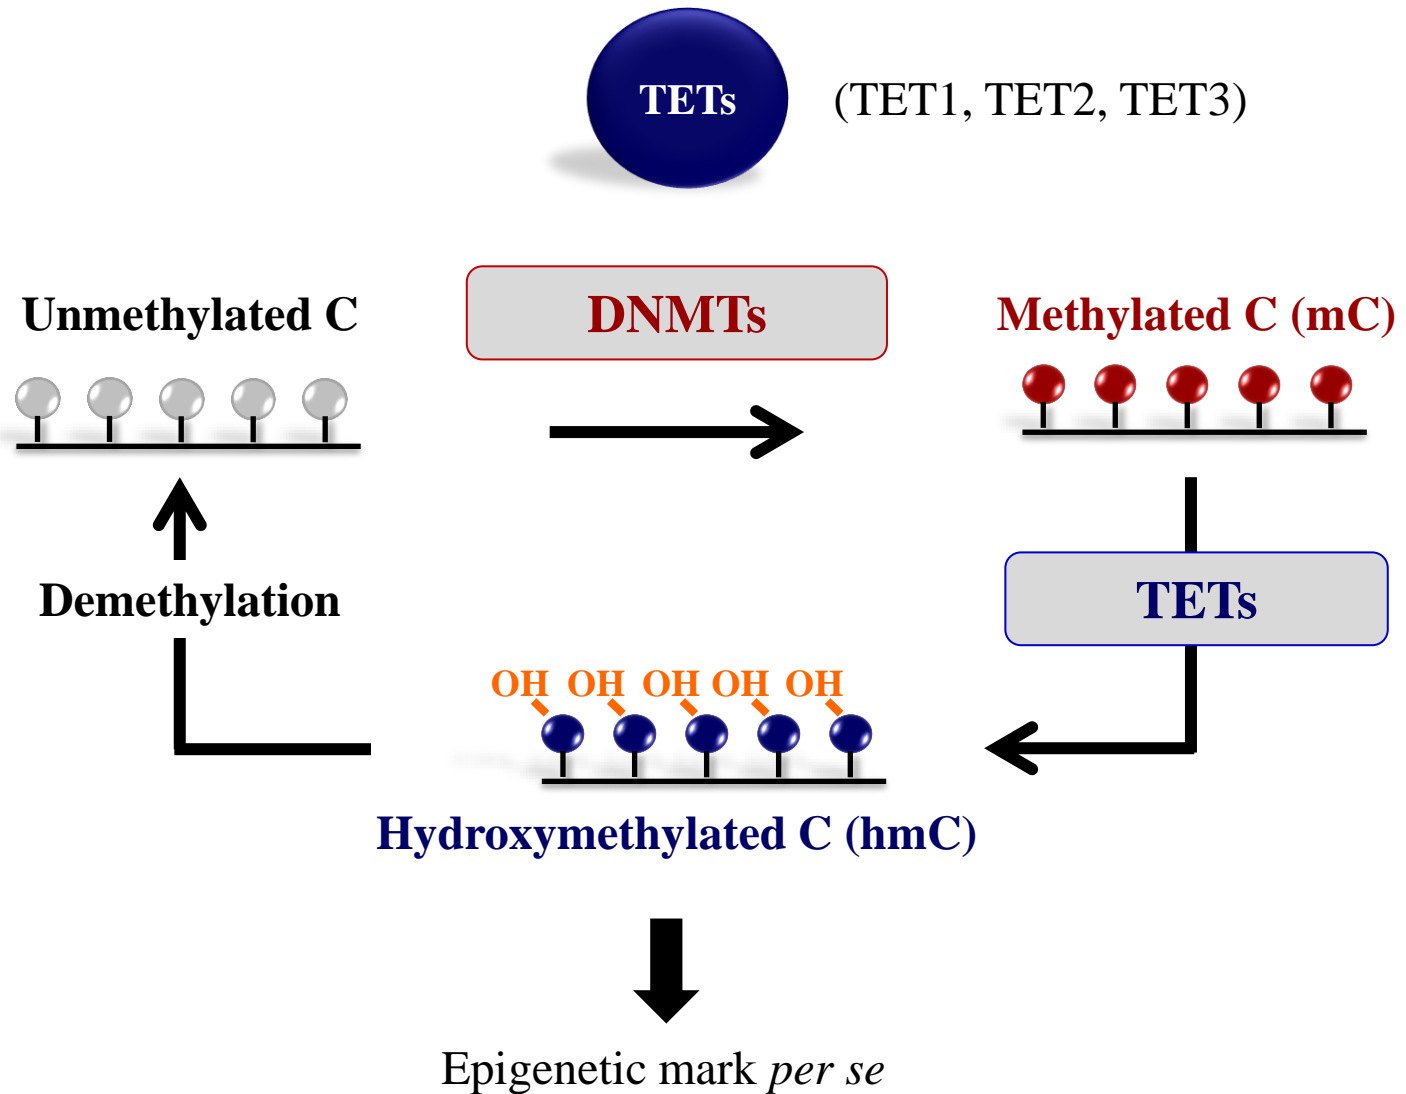 TETs
(TET1, TET2, TET3)
DNMTs
Unmethylated C
Methylated C (mC)
TETs
Demethylation
OH OH OH OH OH
Hydroxymethylated C (hmC)
Epigenetic mark per se